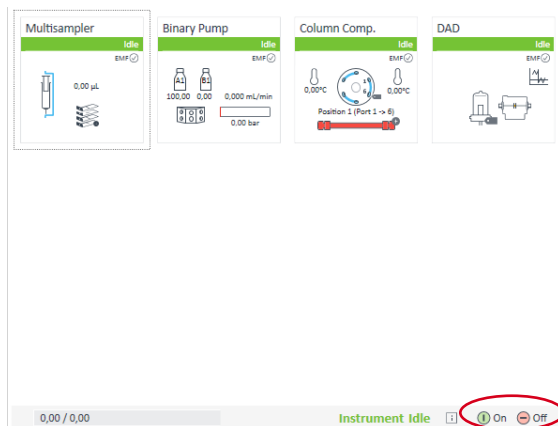 Multisampler
Idle
EMF
0,00 µL
Binary Pump
Idle
EMF
A1 B1
100,00 0,00 0,000 mL/min
0,00 bar
Column Comp.
Idle
EMF
0,00°C 1 6 0,00°C
Position 1 (Port 1 -> 6)
DAD
Idle
EMF
0,00 / 0,00
Instrument Idle i On Off